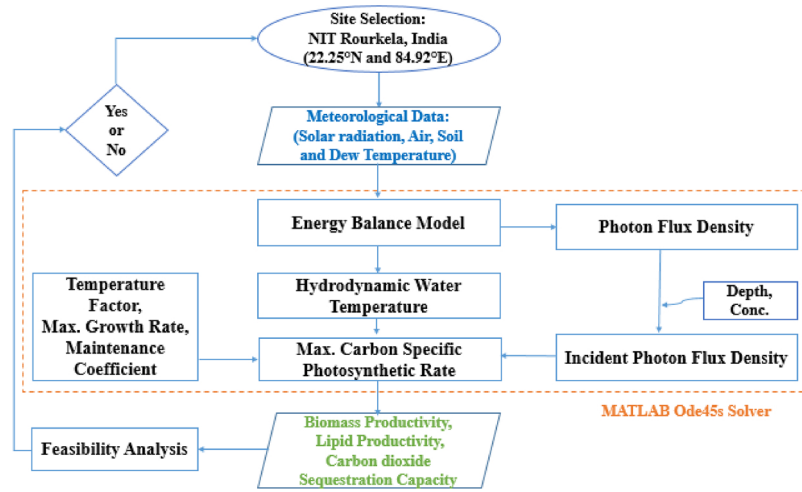 Site Selection:
NIT Rourkela, India
(22.25°N and 84.92°E)
Yes
or
No
Meteorological Data:
(Solar radiation, Air, Soil
and Dew Temperature)
Energy Balance Model
Photon Flux Density
Temperature
Factor,
Max. Growth Rate,
Maintenance
Coefficient
Hydrodynamic Water
Temperature
Depth,
Conc.
Max. Carbon Specific
Photosynthetic Rate
Incident Photon Flux Density
MATLAB Ode45s Solver
Biomass Productivity,
Lipid Productivity,
Carbon dioxide
Sequestration Capacity
Feasibility Analysis